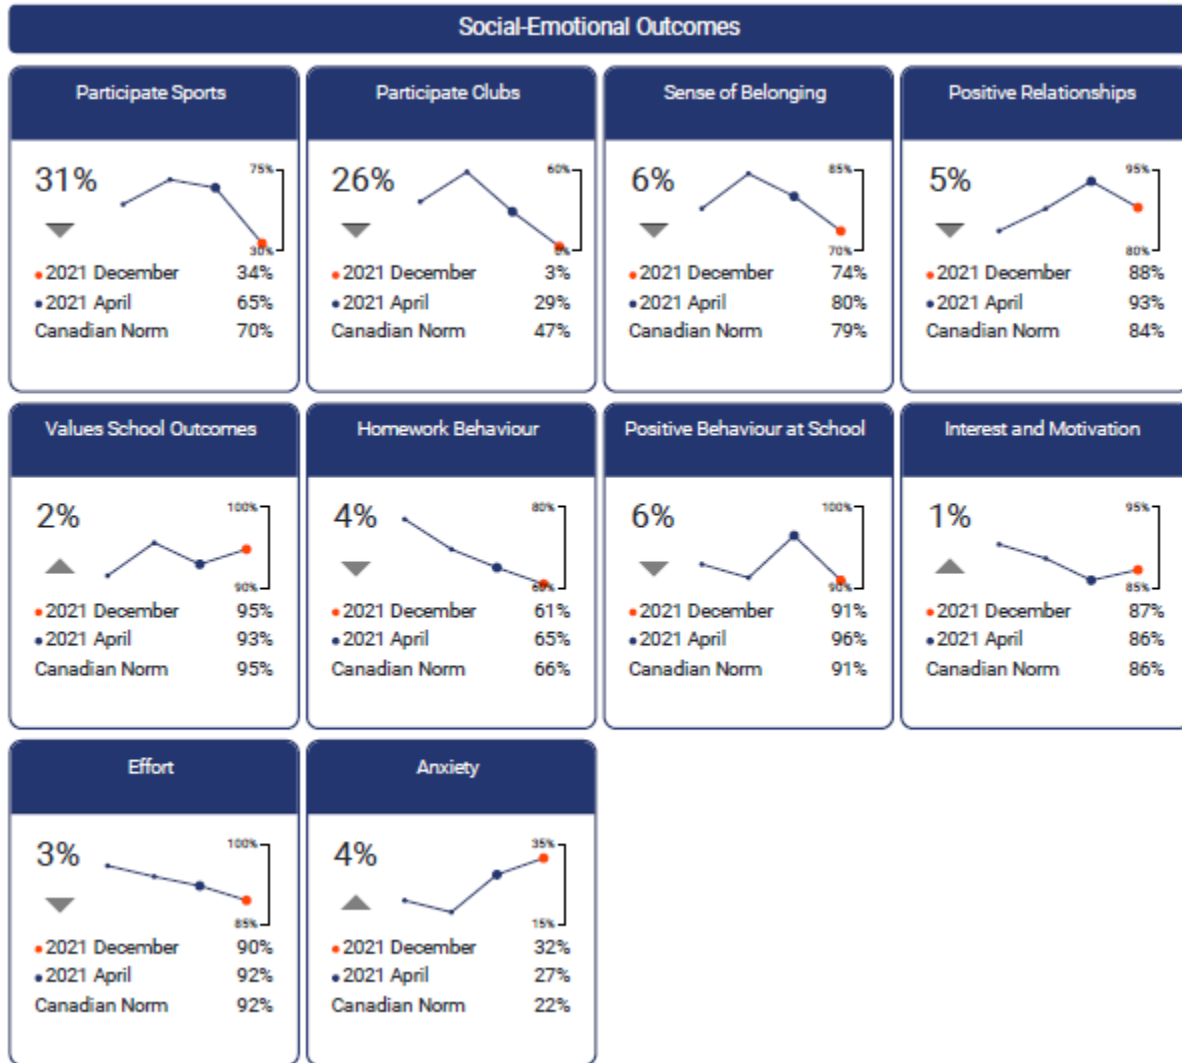 Social-Emotional Outcomes
Participate Sports
31%
75%
30%
2021 December 34%
2021 April 65%
Canadian Norm 70%
Participate Clubs
26%
60%
0%
2021 December 3%
2021 April 29%
Canadian Norm 47%
Sense of Belonging
6%
85%
70%
2021 December 74%
2021 April 80%
Canadian Norm 79%
Positive Relationships
5%
95%
80%
2021 December 88%
2021 April 93%
Canadian Norm 84%
Values School Outcomes
2%
100%
90%
2021 December 95%
2021 April 93%
Canadian Norm 95%
Homework Behaviour
4%
80%
60%
2021 December 61%
2021 April 65%
Canadian Norm 66%
Positive Behaviour at School
6%
100%
90%
2021 December 91%
2021 April 96%
Canadian Norm 91%
Interest and Motivation
1%
95%
85%
2021 December 87%
2021 April 86%
Canadian Norm 86%
Effort
3%
100%
85%
2021 December 90%
2021 April 92%
Canadian Norm 92%
Anxiety
4%
35%
15%
2021 December 32%
2021 April 27%
Canadian Norm 22%